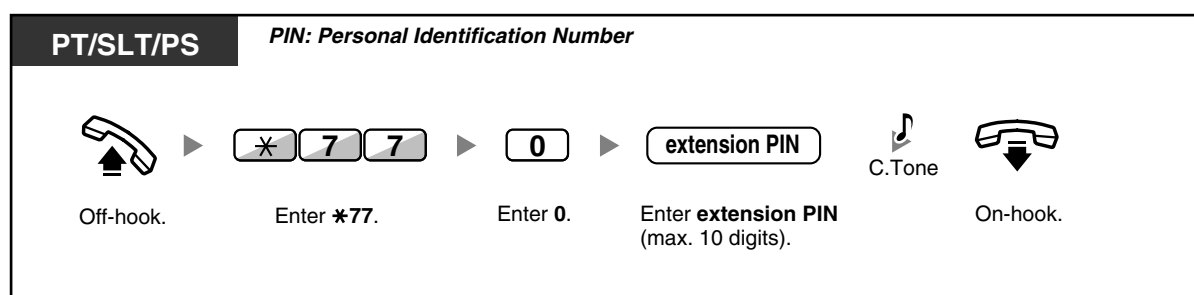 PT/SLT/PS
PIN: Personal Identification Number
* 7 7
0
extension PIN
C.Tone
Off-hook.
Enter *77.
Enter 0.
Enter extension PIN
(max. 10 digits).
On-hook.